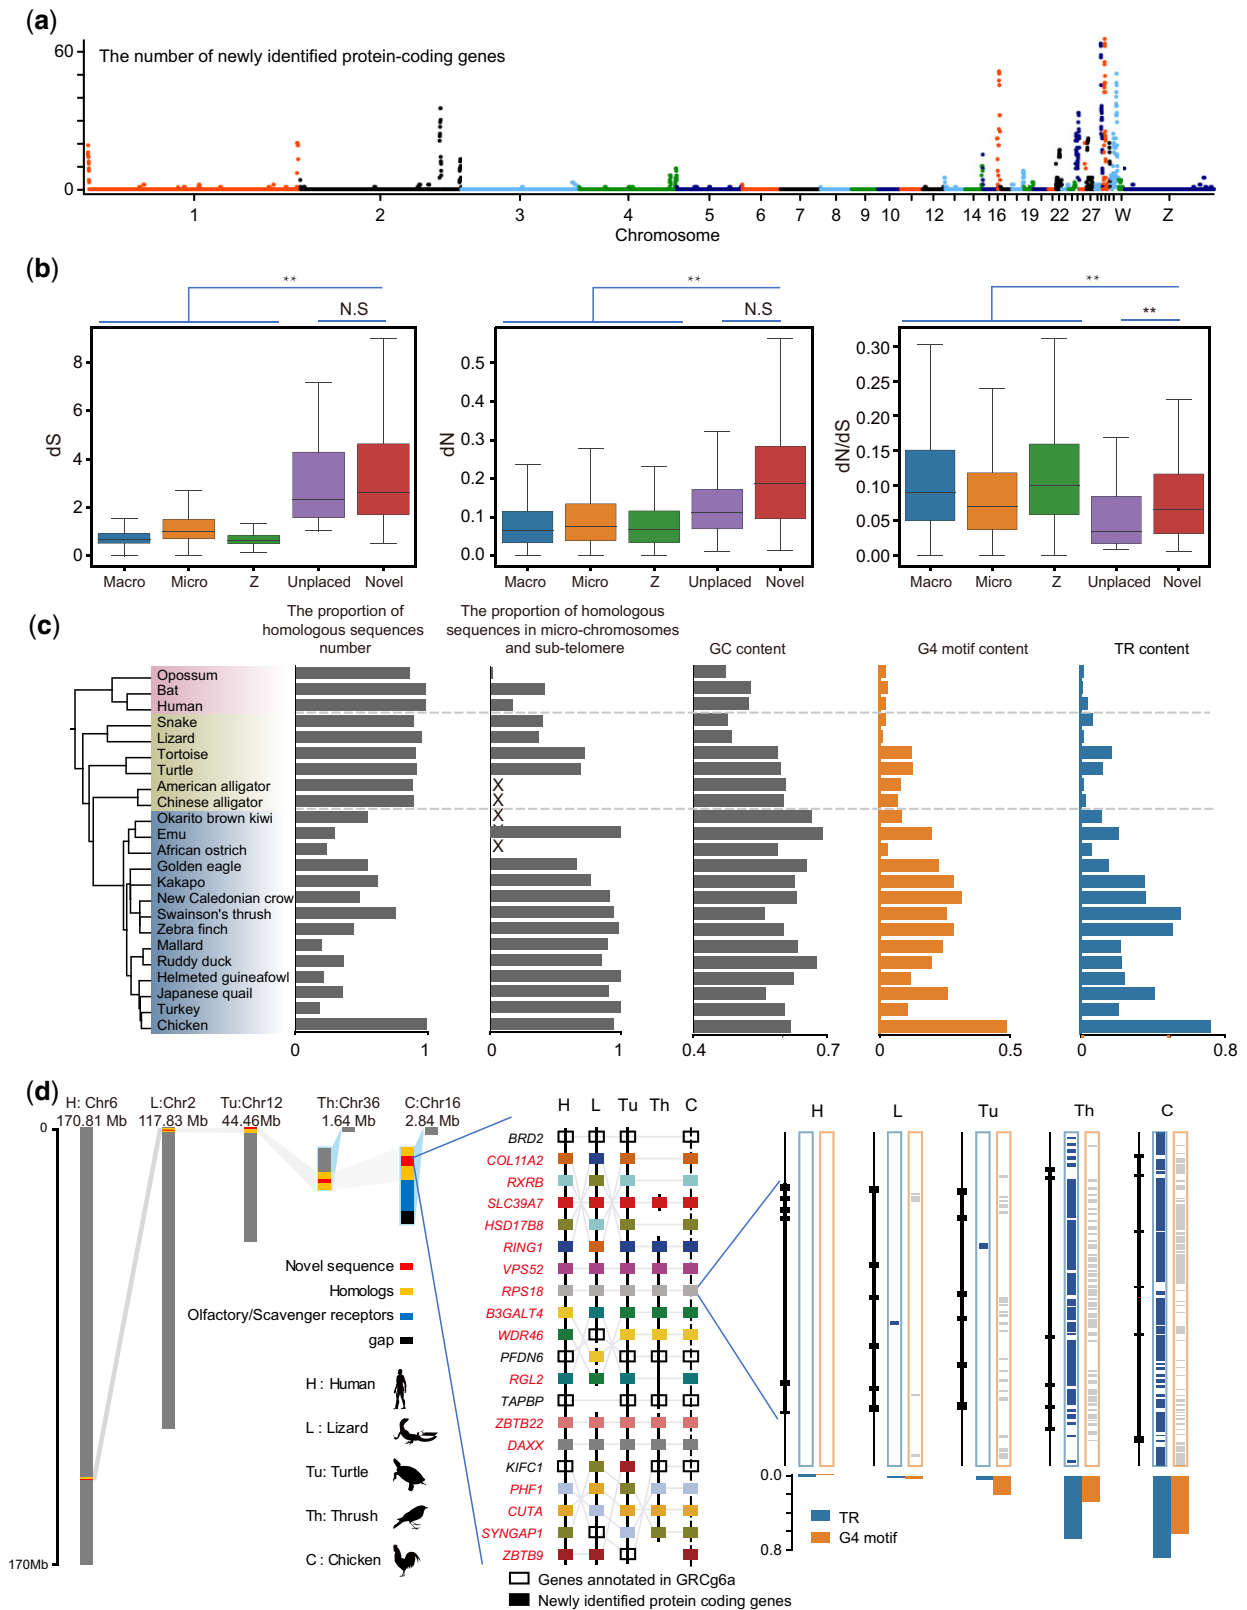 (a)
The number of newly identified protein-coding genes
60
0
1 2 3 4 5 6 7 8 9 10 12 14 16 19 22 27 W Z
Chromosome
(b)
**
N.S
**
N.S
**
**
dS
8
6
4
2
0
Macro Micro Z Unplaced Novel
dN
0.5
0.4
0.3
0.2
0.1
0.0
Macro Micro Z Unplaced Novel
dN/dS
0.30
0.25
0.20
0.15
0.10
0.05
0.00
Macro Micro Z Unplaced Novel
(c)
The proportion of
homologous sequences
number
The proportion of homologous
sequences in micro-chromosomes
and sub-telomere
GC content
G4 motif content
TR content
Opossum
Bat
Human
Snake
Lizard
Tortoise
Turtle
American alligator
X
Chinese alligator
X
Okarito brown kiwi
X
Emu
African ostrich
X
Golden eagle
Kakapo
New Caledonian crow
Swainson's thrush
Zebra finch
Mallard
Ruddy duck
Helmeted guineafowl
Japanese quail
Turkey
Chicken
0 1
0 1
0.4 0.7
0 0.5
0 0.8
(d)
H: Chr6
170.81 Mb
L:Chr2
117.83 Mb
Tu:Chr12
44.46Mb
Th:Chr36
1.64 Mb
C:Chr16
2.84 Mb
0
170Mb
Novel sequence
Homologs
Olfactory/Scavenger receptors
gap
H : Human
L : Lizard
Tu: Turtle
Th: Thrush
C : Chicken
H L Tu Th C
BRD2
COL11A2
RXRB
SLC39A7
HSD17B8
RING1
VPS52
RPS18
B3GALT4
WDR46
PFDN6
RGL2
TAPBP
ZBTB22
DAXX
KIFC1
PHF1
CUTA
SYNGAP1
ZBTB9
Genes annotated in GRCg6a
Newly identified protein coding genes
H L Tu Th C
0.0
0.8
TR
G4 motif